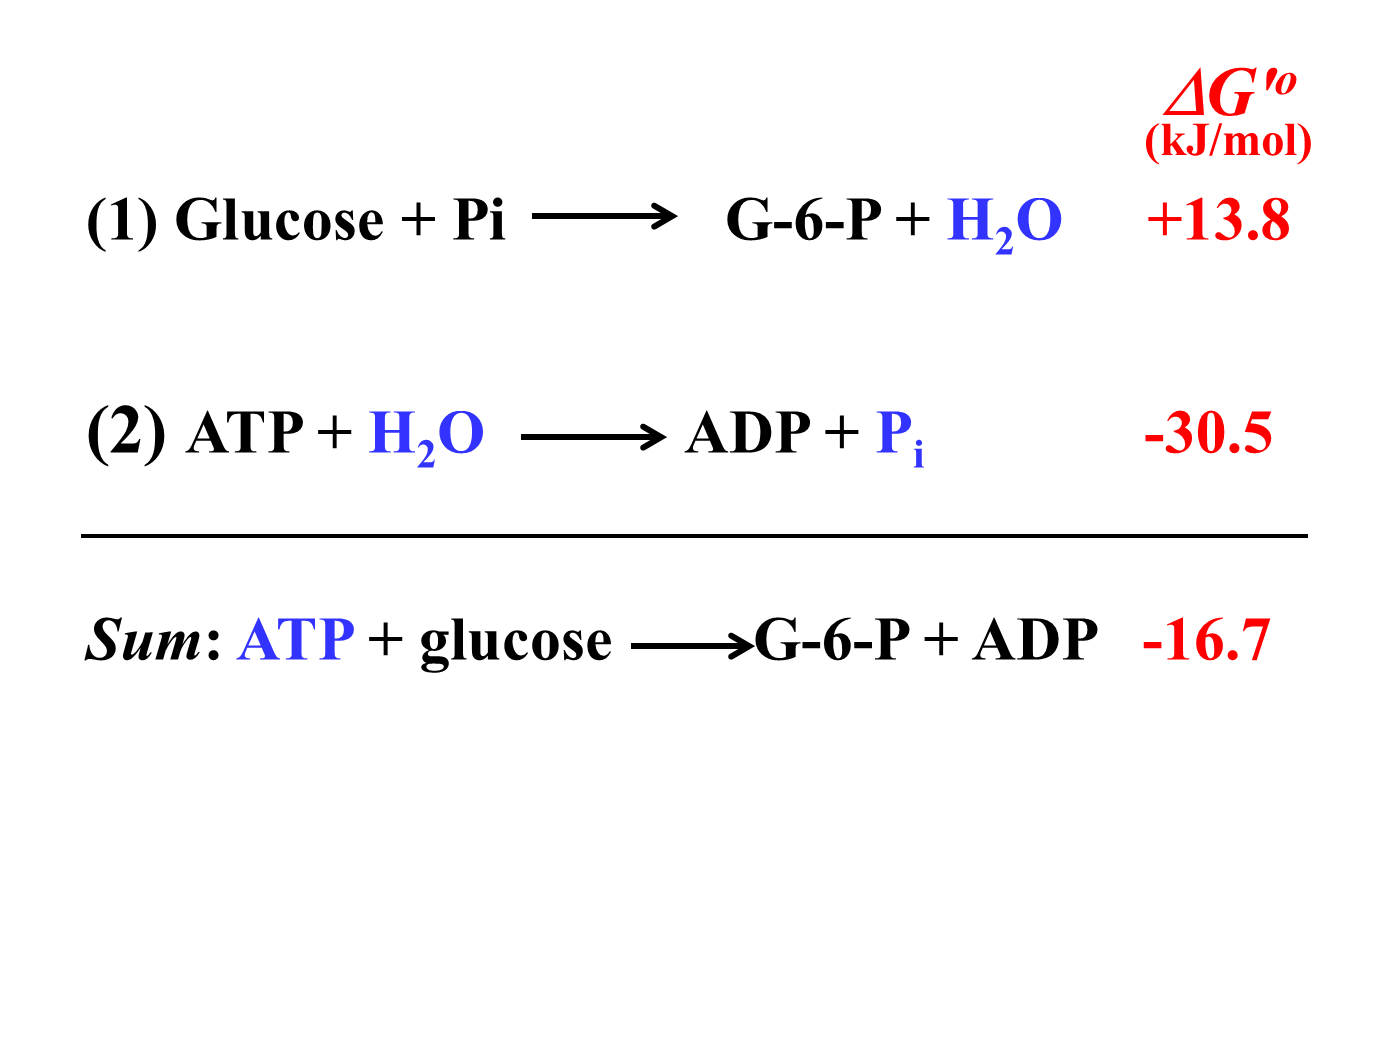 ΔG'o
(kJ/mol)
(1) Glucose + Pi ⟶ G-6-P + H₂O +13.8
(2) ATP + H₂O ⟶ ADP + Pᵢ -30.5
Sum: ATP + glucose ⟶ G-6-P + ADP -16.7